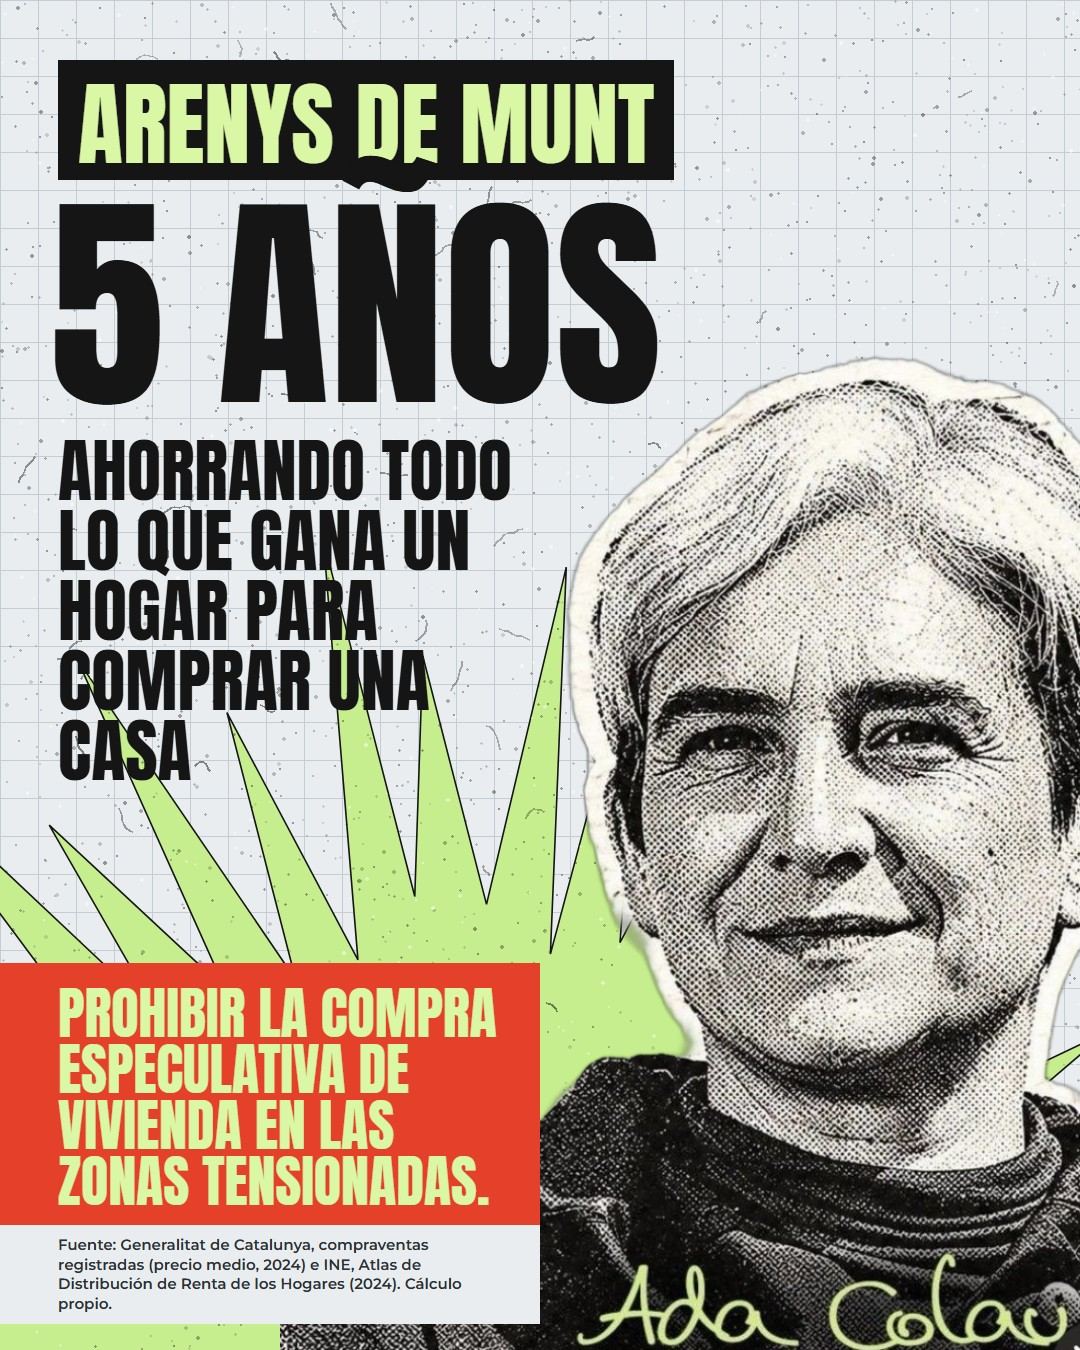 ARENYS DE MUNT
5 AÑOS
AHORRANDO TODO
LO QUE GANA UN
HOGAR PARA
COMPRAR UNA
CASA
PROHIBIR LA COMPRA
ESPECULATIVA DE
VIVIENDA EN LAS
ZONAS TENSIONADAS.
Fuente: Generalitat de Catalunya, compraventas
registradas (precio medio, 2024) e INE, Atlas de
Distribución de Renta de los Hogares (2024). Cálculo
propio.
Ada Colau